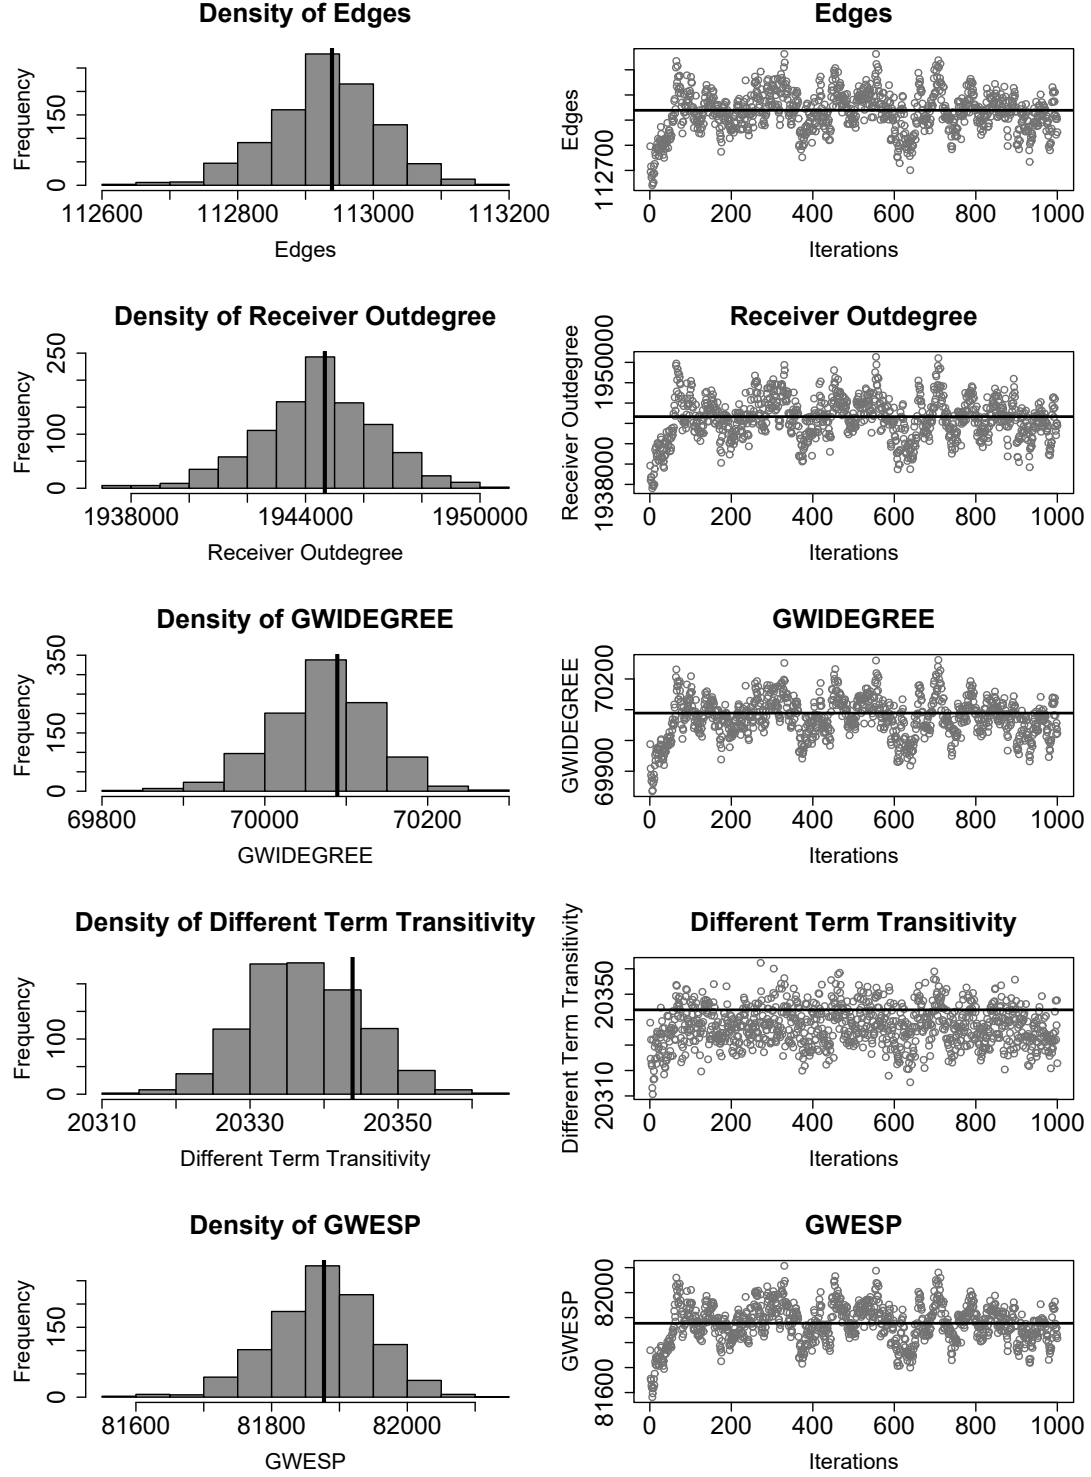 Density of Edges
Frequency
0
150
112600
112800
113000
113200
Edges
Edges
Edges
112700
0
200
400
600
800
1000
Iterations
Density of Receiver Outdegree
Frequency
0
100
250
1938000
1944000
1950000
Receiver Outdegree
Receiver Outdegree
Receiver Outdegree
1938000
1950000
0
200
400
600
800
1000
Iterations
Density of GWIDEGREE
Frequency
0
150
350
69800
70000
70200
GWIDEGREE
GWIDEGREE
GWIDEGREE
69900
70200
0
200
400
600
800
1000
Iterations
Density of Different Term Transitivity
Frequency
0
100
20310
20330
20350
Different Term Transitivity
Different Term Transitivity
Different Term Transitivity
20310
20350
0
200
400
600
800
1000
Iterations
Density of GWESP
Frequency
0
150
81600
81800
82000
GWESP
GWESP
GWESP
81600
82000
0
200
400
600
800
1000
Iterations